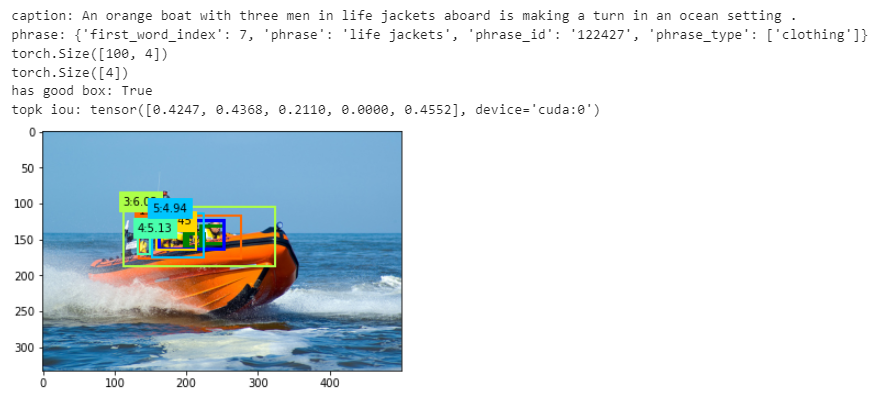 caption: An orange boat with three men in life jackets aboard is making a turn in an ocean setting .
phrase: {'first_word_index': 7, 'phrase': 'life jackets', 'phrase_id': '122427', 'phrase_type': ['clothing']}
torch.Size([100, 4])
torch.Size([4])
has good box: True
topk iou: tensor([0.4247, 0.4368, 0.2110, 0.0000, 0.4552], device='cuda:0')
0
50
100
3:6.0
5:4.94
45
4:5.13
150
200
250
300
0 100 200 300 400